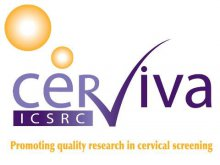 cerviva
ICSRC
Promoting quality research in cervical screening